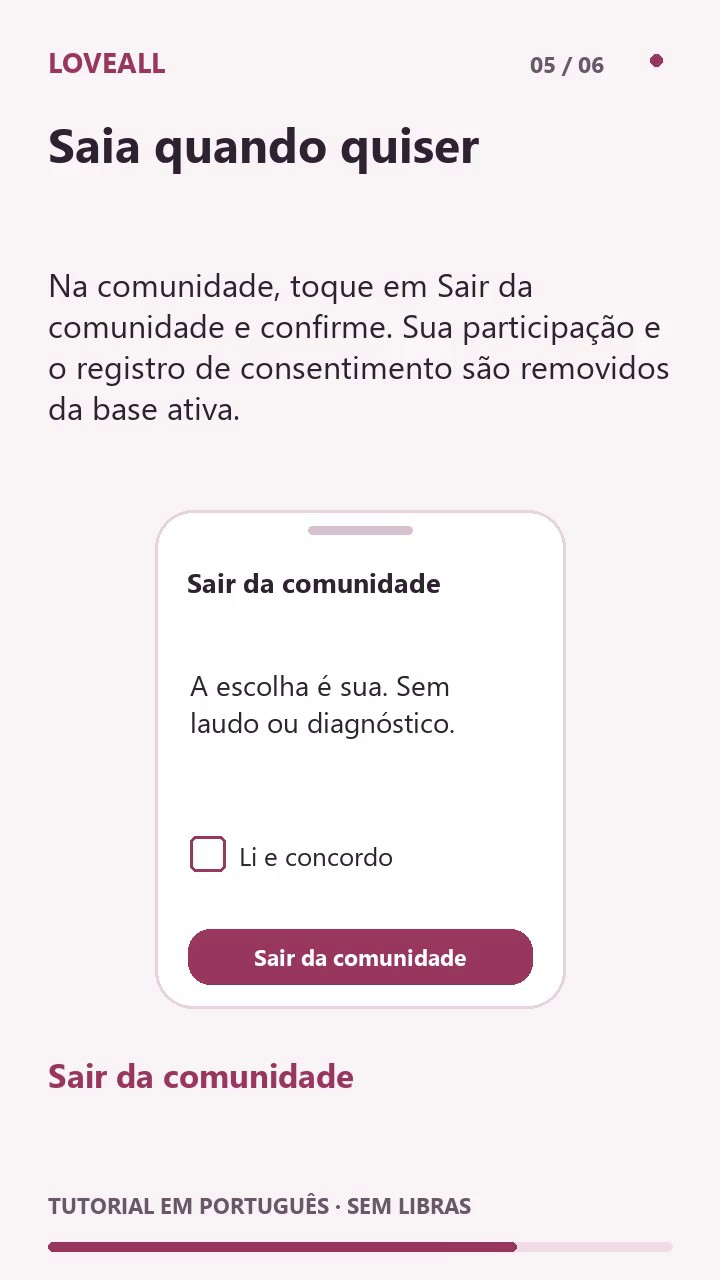 LOVEALL
05 / 06
Saia quando quiser
Na comunidade, toque em Sair da
comunidade e confirme. Sua participação e
o registro de consentimento são removidos
da base ativa.
Sair da comunidade
A escolha é sua. Sem
laudo ou diagnóstico.
Li e concordo
Sair da comunidade
Sair da comunidade
TUTORIAL EM PORTUGUÊS · SEM LIBRAS